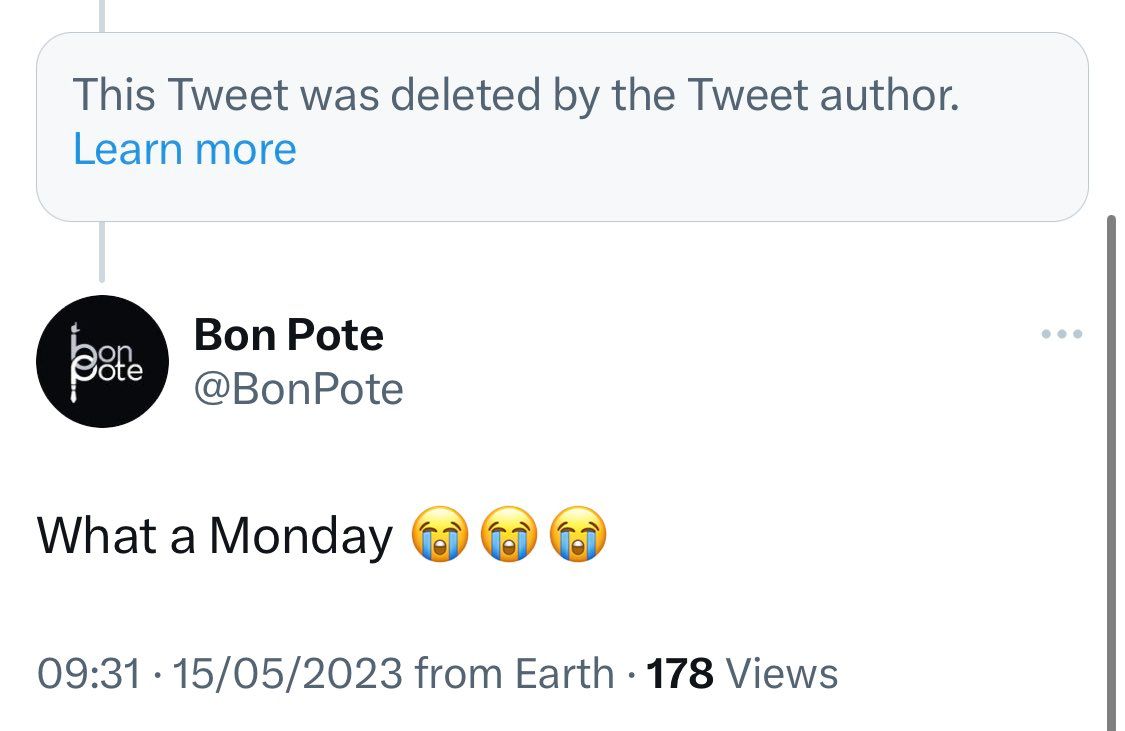 This Tweet was deleted by the Tweet author.
Learn more
bon
pote
Bon Pote
@BonPote
What a Monday 😭😭😭
09:31 · 15/05/2023 from Earth · 178 Views